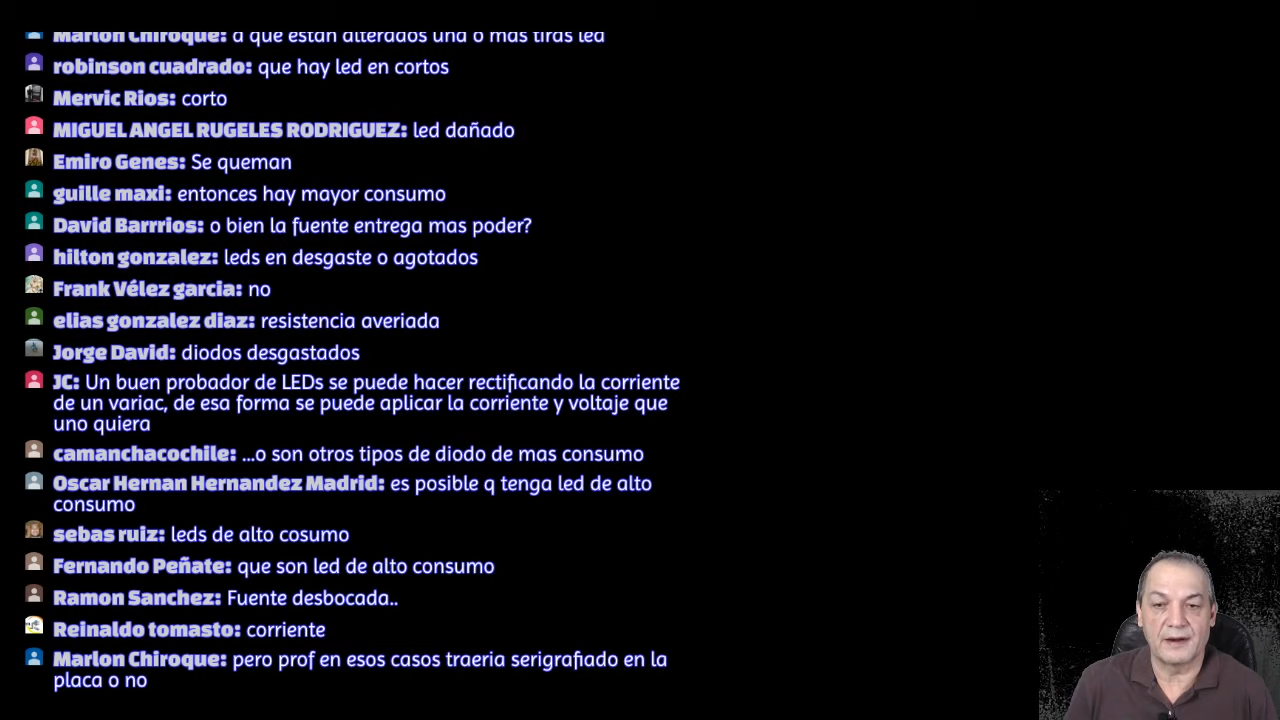 Marlon Chiroque: a que estan alterados una o mas tiras led
robinson cuadrado: que hay led en cortos
Mervic Rios: corto
MIGUEL ANGEL RUGELES RODRIGUEZ: led dañado
Emiro Genes: Se queman
guille maxi: entonces hay mayor consumo
David Barrrios: o bien la fuente entrega mas poder?
hilton gonzalez: leds en desgaste o agotados
Frank Vélez garcia: no
elias gonzalez diaz: resistencia averiada
Jorge David: diodos desgastados
JC: Un buen probador de LEDs se puede hacer rectificando la corriente
de un variac, de esa forma se puede aplicar la corriente y voltaje que
uno quiera
camanchacochile: ...o son otros tipos de diodo de mas consumo
Oscar Hernan Hernandez Madrid: es posible q tenga led de alto
consumo
sebas ruiz: leds de alto cosumo
Fernando Peñate: que son led de alto consumo
Ramon Sanchez: Fuente desbocada..
Reinaldo tomasto: corriente
Marlon Chiroque: pero prof en esos casos traeria serigrafiado en la
placa o no